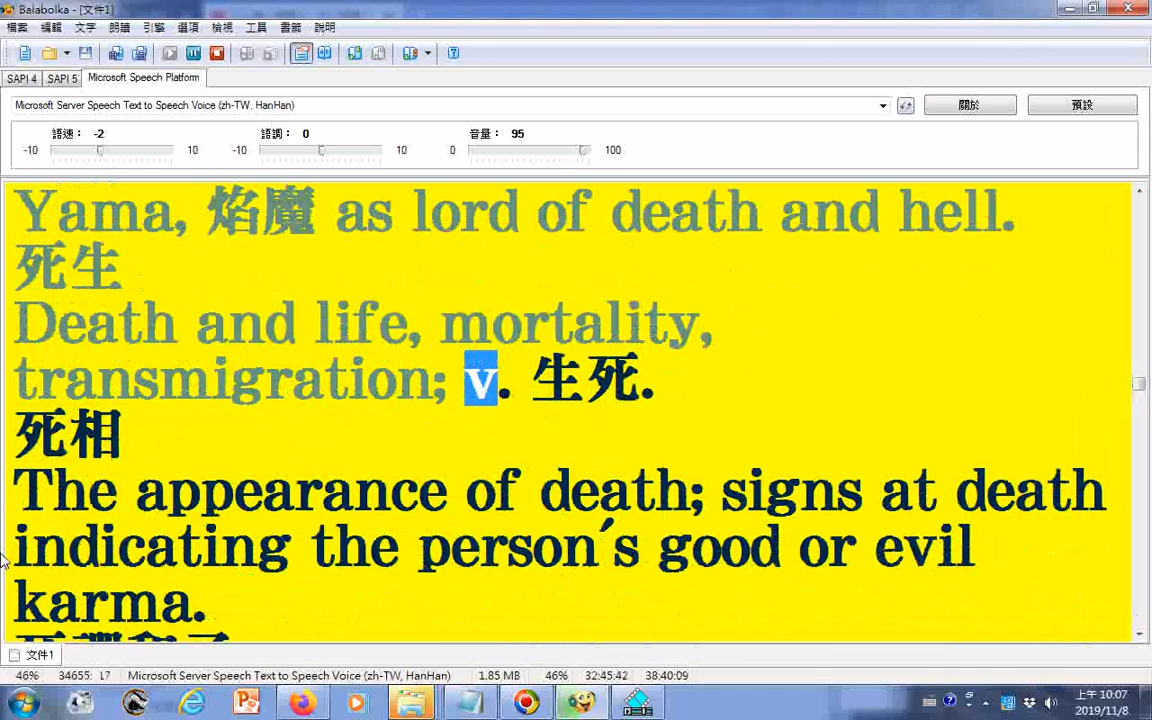 Balabolka - [文件1]
檔案 編輯 文字 朗讀 引擎 選項 檢視 工具 書籤 說明
SAPI 4 SAPI 5 Microsoft Speech Platform
Microsoft Server Speech Text to Speech Voice (zh-TW, HanHan) 關於 預設
語速： -2 語調： 0 音量： 95
-10 10 -10 10 0 100
Yama, 焰魔 as lord of death and hell.
死生
Death and life, mortality,
transmigration; v. 生死.
死相
The appearance of death; signs at death
indicating the person´s good or evil
karma.
文件1
46% 34655: 17 Microsoft Server Speech Text to Speech Voice (zh-TW, HanHan) 1.85 MB 46% 32:45:42 38:40:09
上午 10:07
2019/11/8